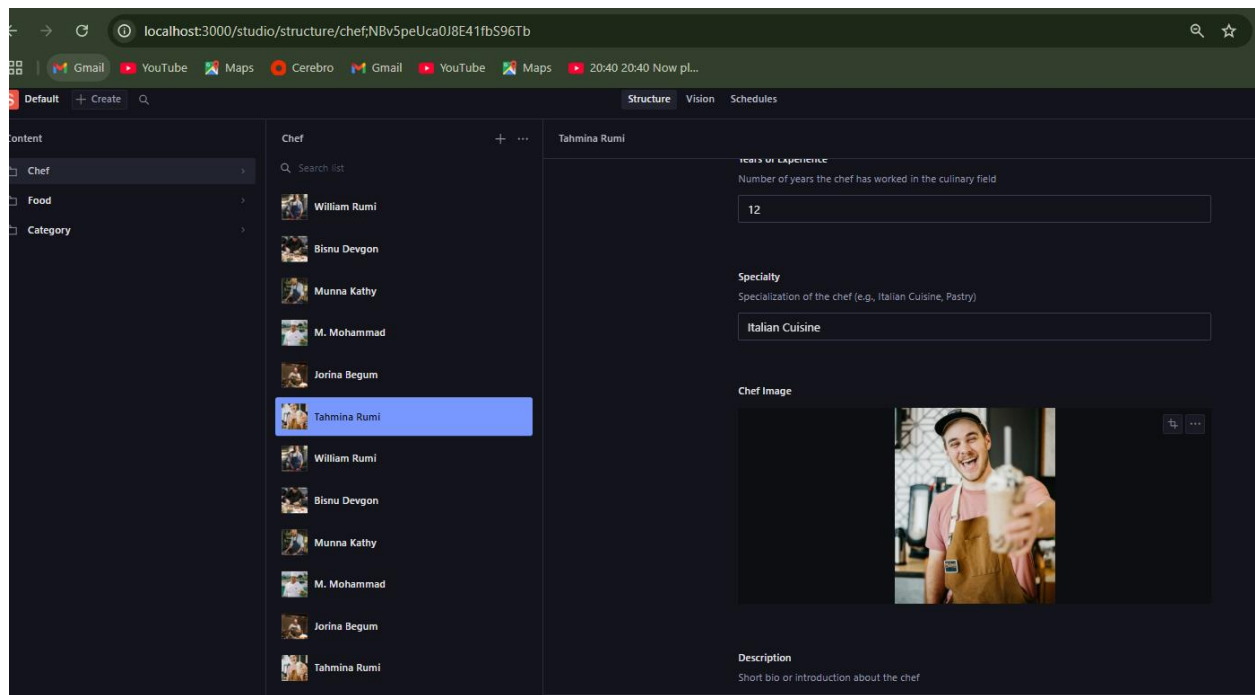 localhost:3000/studio/structure/chef;NBv5peUca0J8E41fbS96Tb
Gmail YouTube Maps Cerebro Gmail YouTube Maps 20:40 20:40 Now pl...
Default + Create Structure Vision Schedules
Content
Chef
Food
Category
Chef
Search list
William Rumi
Bisnu Devgon
Munna Kathy
M. Mohammad
Jorina Begum
Tahmina Rumi
William Rumi
Bisnu Devgon
Munna Kathy
M. Mohammad
Jorina Begum
Tahmina Rumi
Tahmina Rumi
Years of Experience
Number of years the chef has worked in the culinary field
12
Specialty
Specialization of the chef (e.g., Italian Cuisine, Pastry)
Italian Cuisine
Chef Image
Description
Short bio or introduction about the chef